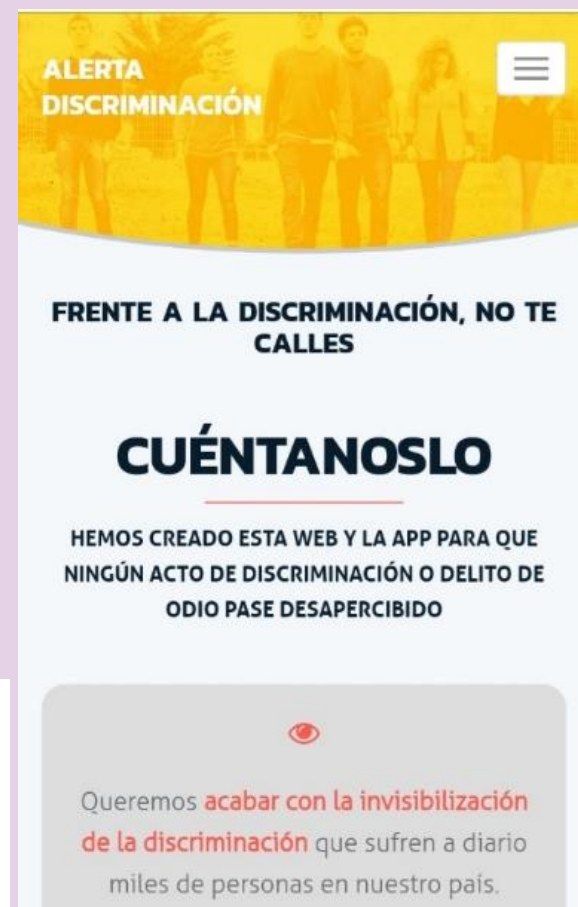 ALERTA
DISCRIMINACIÓN
FRENTE A LA DISCRIMINACIÓN, NO TE
CALLES
CUÉNTANOSLO
HEMOS CREADO ESTA WEB Y LA APP PARA QUE
NINGÚN ACTO DE DISCRIMINACIÓN O DELITO DE
ODIO PASE DESAPERCIBIDO
Queremos acabar con la invisibilización
de la discriminación que sufren a diario
miles de personas en nuestro país.